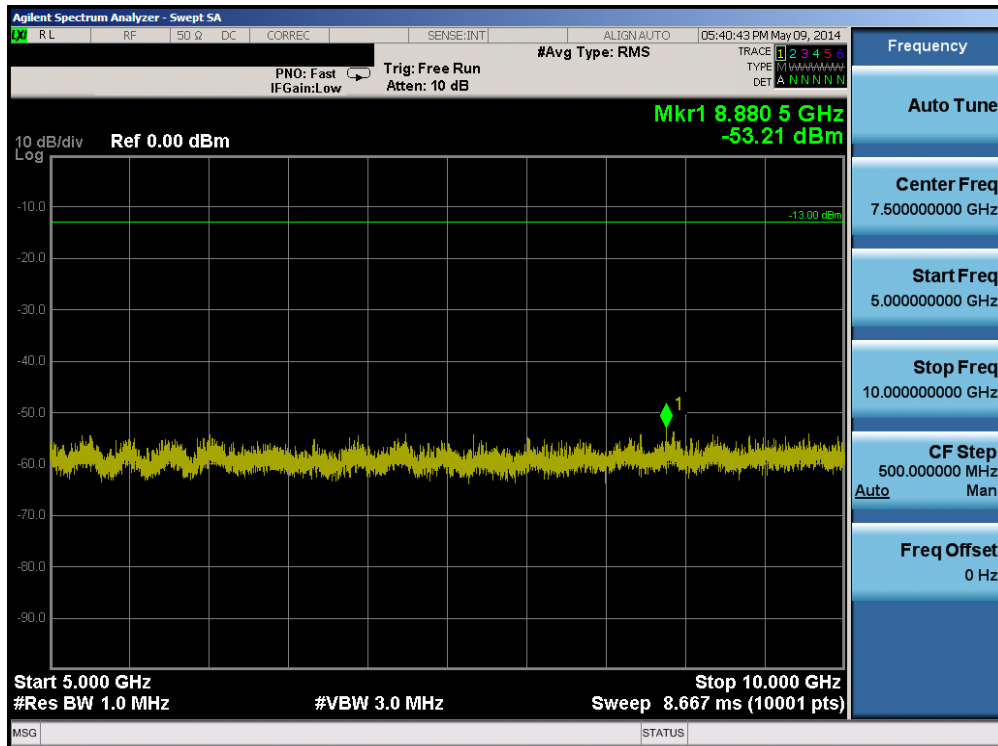 Agilent Spectrum Analyzer - Swept SA
LXI RL RF 50 Ω DC CORREC SENSE:INT ALIGN AUTO 05:40:43 PM May 09, 2014
#Avg Type: RMS
TRACE 1 2 3 4 5 6
TYPE M WWWWW
DET A N N N N N
PNO: Fast
IFGain:Low
Trig: Free Run
Atten: 10 dB
Mkr1 8.880 5 GHz
-53.21 dBm
10 dB/div
Log
Ref 0.00 dBm
-10.0
-13.00 dBm
-20.0
-30.0
-40.0
1
-50.0
-60.0
-70.0
-80.0
-90.0
Start 5.000 GHz
Stop 10.000 GHz
#Res BW 1.0 MHz
#VBW 3.0 MHz
Sweep 8.667 ms (10001 pts)
MSG
STATUS
Frequency
Auto Tune
Center Freq
7.500000000 GHz
Start Freq
5.000000000 GHz
Stop Freq
10.000000000 GHz
CF Step
500.000000 MHz
Auto Man
Freq Offset
0 Hz